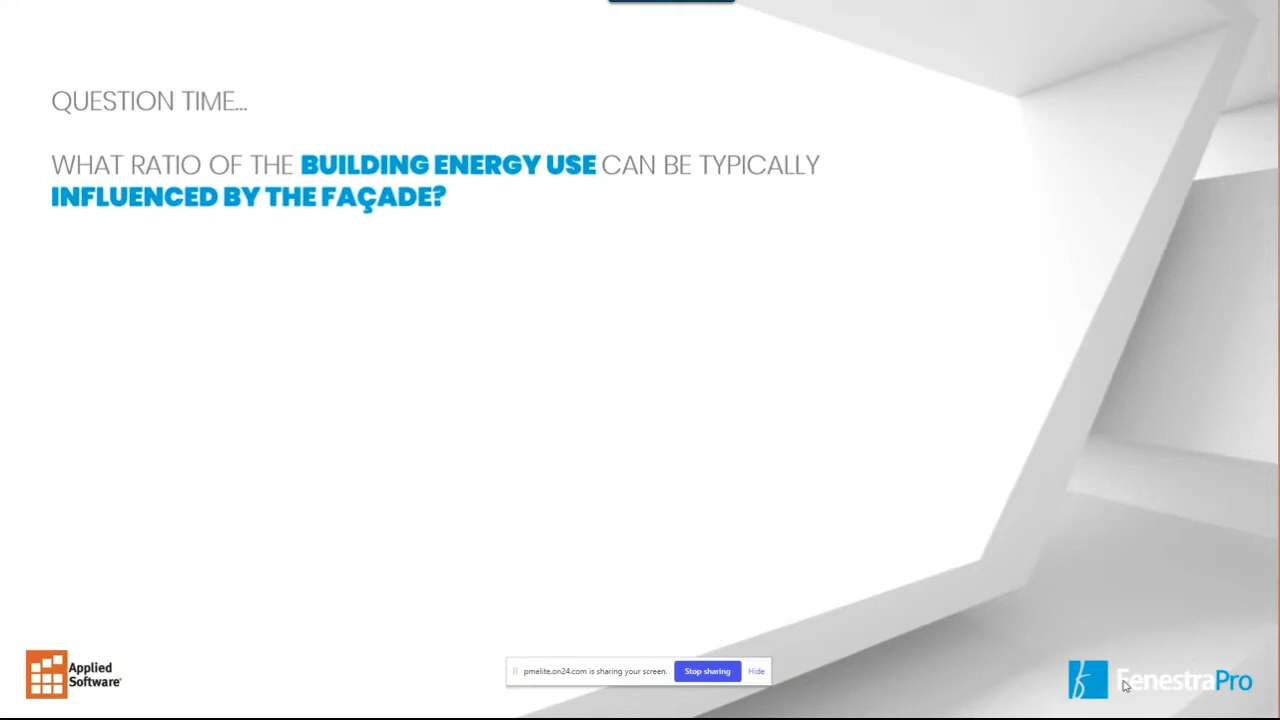 QUESTION TIME...
WHAT RATIO OF THE BUILDING ENERGY USE CAN BE TYPICALLY
INFLUENCED BY THE FAÇADE?
Applied
Software
pmelite.on24.com is sharing your screen.
Stop sharing
Hide
FenestraPro